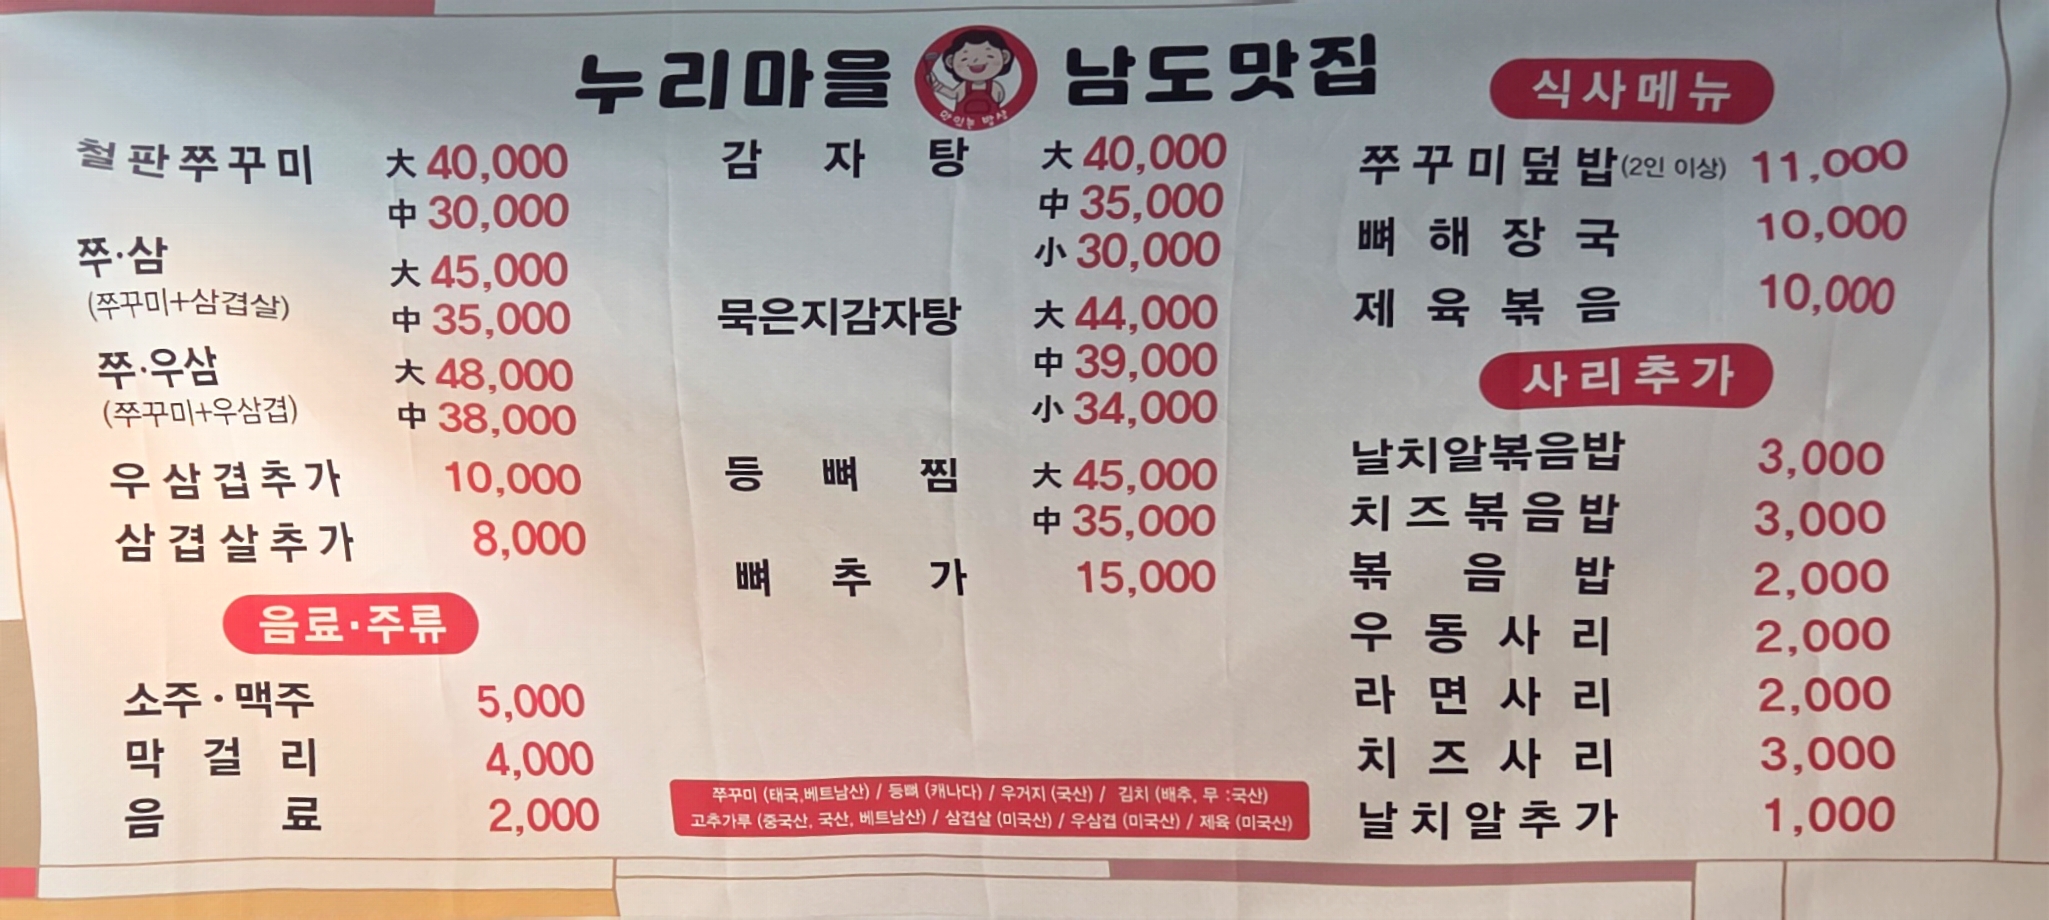 누리마을 남도맛집
맛있는 밥상
철판쭈꾸미 大 40,000
中 30,000
쭈·삼 大 45,000
(쭈꾸미+삼겹살) 中 35,000
쭈·우삼 大 48,000
(쭈꾸미+우삼겹) 中 38,000
우삼겹추가 10,000
삼겹살추가 8,000
음료·주류
소주·맥주 5,000
막걸리 4,000
음료 2,000
감자탕 大 40,000
中 35,000
小 30,000
묵은지감자탕 大 44,000
中 39,000
小 34,000
등뼈찜 大 45,000
中 35,000
뼈추가 15,000
쭈꾸미 (태국,베트남산) / 등뼈 (캐나다) / 우거지 (국산) / 김치 (배추, 무 :국산)
고추가루 (중국산, 국산, 베트남산) / 삼겹살 (미국산) / 우삼겹 (미국산) / 제육 (미국산)
식사메뉴
쭈꾸미덮밥(2인 이상) 11,000
뼈해장국 10,000
제육볶음 10,000
사리추가
날치알볶음밥 3,000
치즈볶음밥 3,000
볶음밥 2,000
우동사리 2,000
라면사리 2,000
치즈사리 3,000
날치알추가 1,000